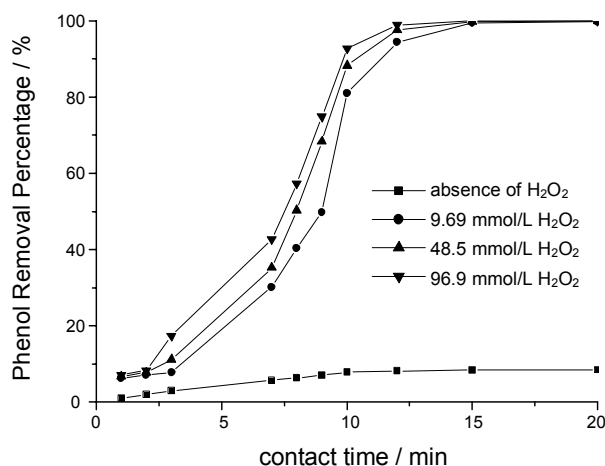 100
80
60
40
20
0
Phenol Removal Percentage / %
absence of H₂O₂
9.69 mmol/L H₂O₂
48.5 mmol/L H₂O₂
96.9 mmol/L H₂O₂
0 5 10 15 20
contact time / min